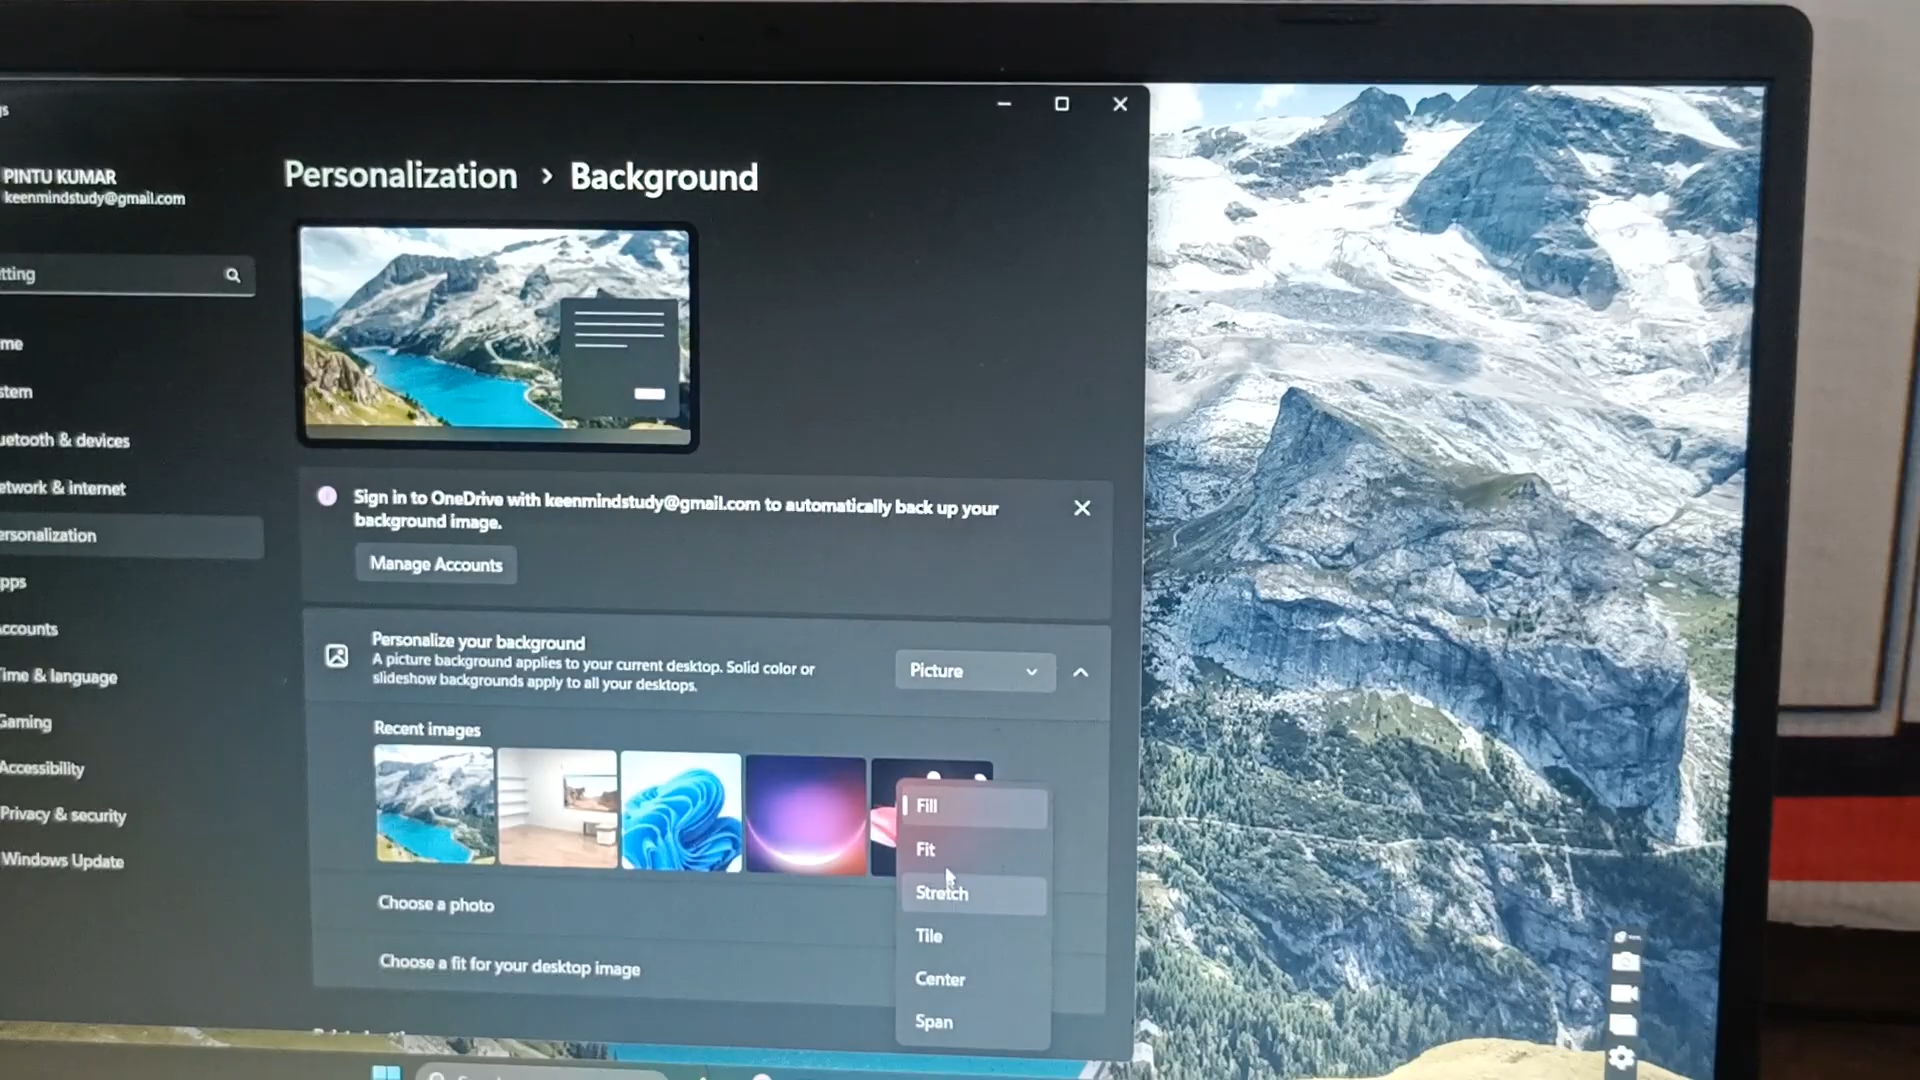 gs
PINTU KUMAR
keenmindstudy@gmail.com
etting
me
stem
uetooth & devices
etwork & internet
ersonalization
pps
ccounts
Time & language
Gaming
Accessibility
Privacy & security
Windows Update
Personalization > Background
Sign in to OneDrive with keenmindstudy@gmail.com to automatically back up your
background image.
Manage Accounts
Personalize your background
A picture background applies to your current desktop. Solid color or
slideshow backgrounds apply to all your desktops.
Picture
Recent images
Choose a photo
Choose a fit for your desktop image
Fill
Fit
Stretch
Tile
Center
Span